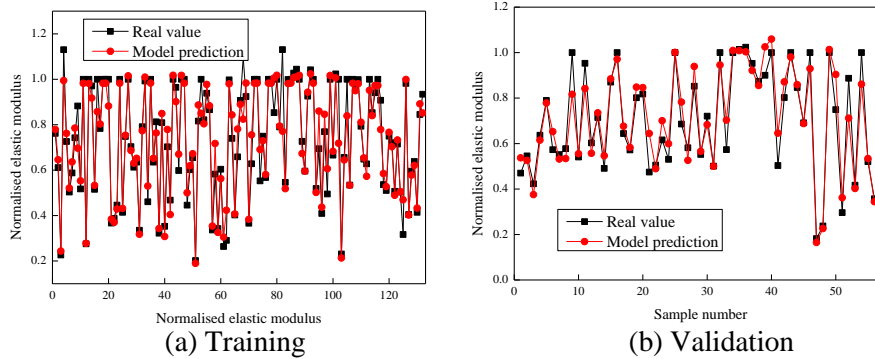 Real value
Model prediction
Normalised elastic modulus
1.2
1.0
0.8
0.6
0.4
0.2
0 20 40 60 80 100 120
Normalised elastic modulus
(a) Training
Real value
Model prediction
Normalised elastic modulus
1.2
1.0
0.8
0.6
0.4
0.2
0.0
0 10 20 30 40 50
Sample number
(b) Validation